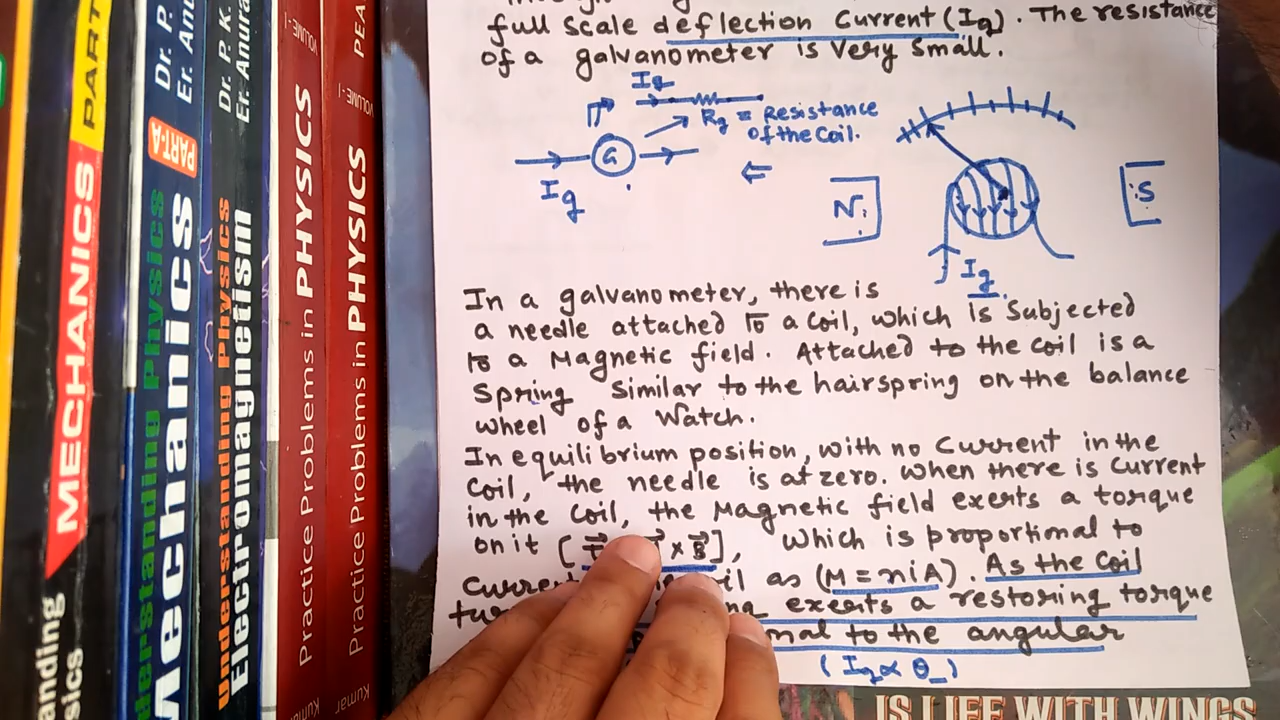 full scale deflection Current (Ig). The resistance
of a galvanometer is very small.
Ig
Rg = Resistance
of the Coil.
G
Ig
N
S
Ig
In a galvanometer, there is
a needle attached to a coil, which is subjected
to a Magnetic field. Attached to the coil is a
Spring Similar to the hairspring on the balance
wheel of a Watch.
In equilibrium position, with no Current in the
Coil, the needle is at zero. When there is current
in the coil, the Magnetic field exerts a torque
on it [ × B], which is proportional to
as (M = niA). As the Coil
exerts a restoring torque
to the angular
(Ig ∝ θ)
MECHANICS PART
Understanding Physics
Mechanics PART-A
Dr. P.
Er. Anu
Understanding Physics
Electromagnetism
Dr. P. K.
Er. Anura
Practice Problems in PHYSICS VOLUME-I
Kumar
Practice Problems in PHYSICS VOLUME-I PEA
Kumar
IS LIFE WITH WINGS